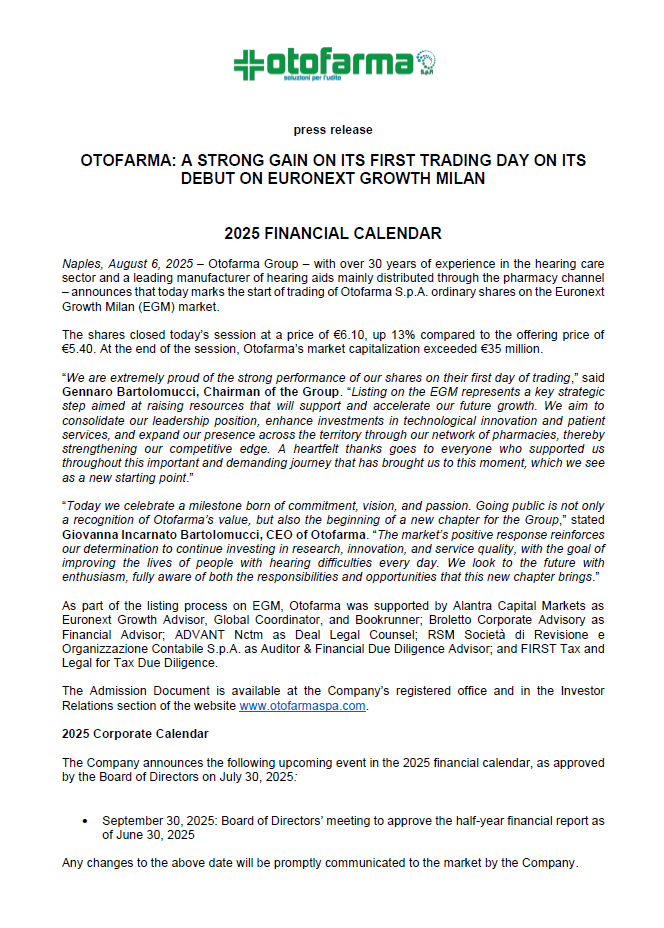 otofarma
soluzioni per l'udito
S.p.A
press release
OTOFARMA: A STRONG GAIN ON ITS FIRST TRADING DAY ON ITS
DEBUT ON EURONEXT GROWTH MILAN
2025 FINANCIAL CALENDAR
Naples, August 6, 2025 – Otofarma Group – with over 30 years of experience in the hearing care
sector and a leading manufacturer of hearing aids mainly distributed through the pharmacy channel
– announces that today marks the start of trading of Otofarma S.p.A. ordinary shares on the Euronext
Growth Milan (EGM) market.
The shares closed today's session at a price of €6.10, up 13% compared to the offering price of
€5.40. At the end of the session, Otofarma's market capitalization exceeded €35 million.
“We are extremely proud of the strong performance of our shares on their first day of trading,” said
Gennaro Bartolomucci, Chairman of the Group. “Listing on the EGM represents a key strategic
step aimed at raising resources that will support and accelerate our future growth. We aim to
consolidate our leadership position, enhance investments in technological innovation and patient
services, and expand our presence across the territory through our network of pharmacies, thereby
strengthening our competitive edge. A heartfelt thanks goes to everyone who supported us
throughout this important and demanding journey that has brought us to this moment, which we see
as a new starting point.”
“Today we celebrate a milestone born of commitment, vision, and passion. Going public is not only
a recognition of Otofarma's value, but also the beginning of a new chapter for the Group,” stated
Giovanna Incarnato Bartolomucci, CEO of Otofarma. “The market's positive response reinforces
our determination to continue investing in research, innovation, and service quality, with the goal of
improving the lives of people with hearing difficulties every day. We look to the future with
enthusiasm, fully aware of both the responsibilities and opportunities that this new chapter brings.”
As part of the listing process on EGM, Otofarma was supported by Alantra Capital Markets as
Euronext Growth Advisor, Global Coordinator, and Bookrunner; Broletto Corporate Advisory as
Financial Advisor; ADVANT Nctm as Deal Legal Counsel; RSM Società di Revisione e
Organizzazione Contabile S.p.A. as Auditor & Financial Due Diligence Advisor; and FIRST Tax and
Legal for Tax Due Diligence.
The Admission Document is available at the Company's registered office and in the Investor
Relations section of the website www.otofarmaspa.com.
2025 Corporate Calendar
The Company announces the following upcoming event in the 2025 financial calendar, as approved
by the Board of Directors on July 30, 2025:
• September 30, 2025: Board of Directors' meeting to approve the half-year financial report as
of June 30, 2025
Any changes to the above date will be promptly communicated to the market by the Company.